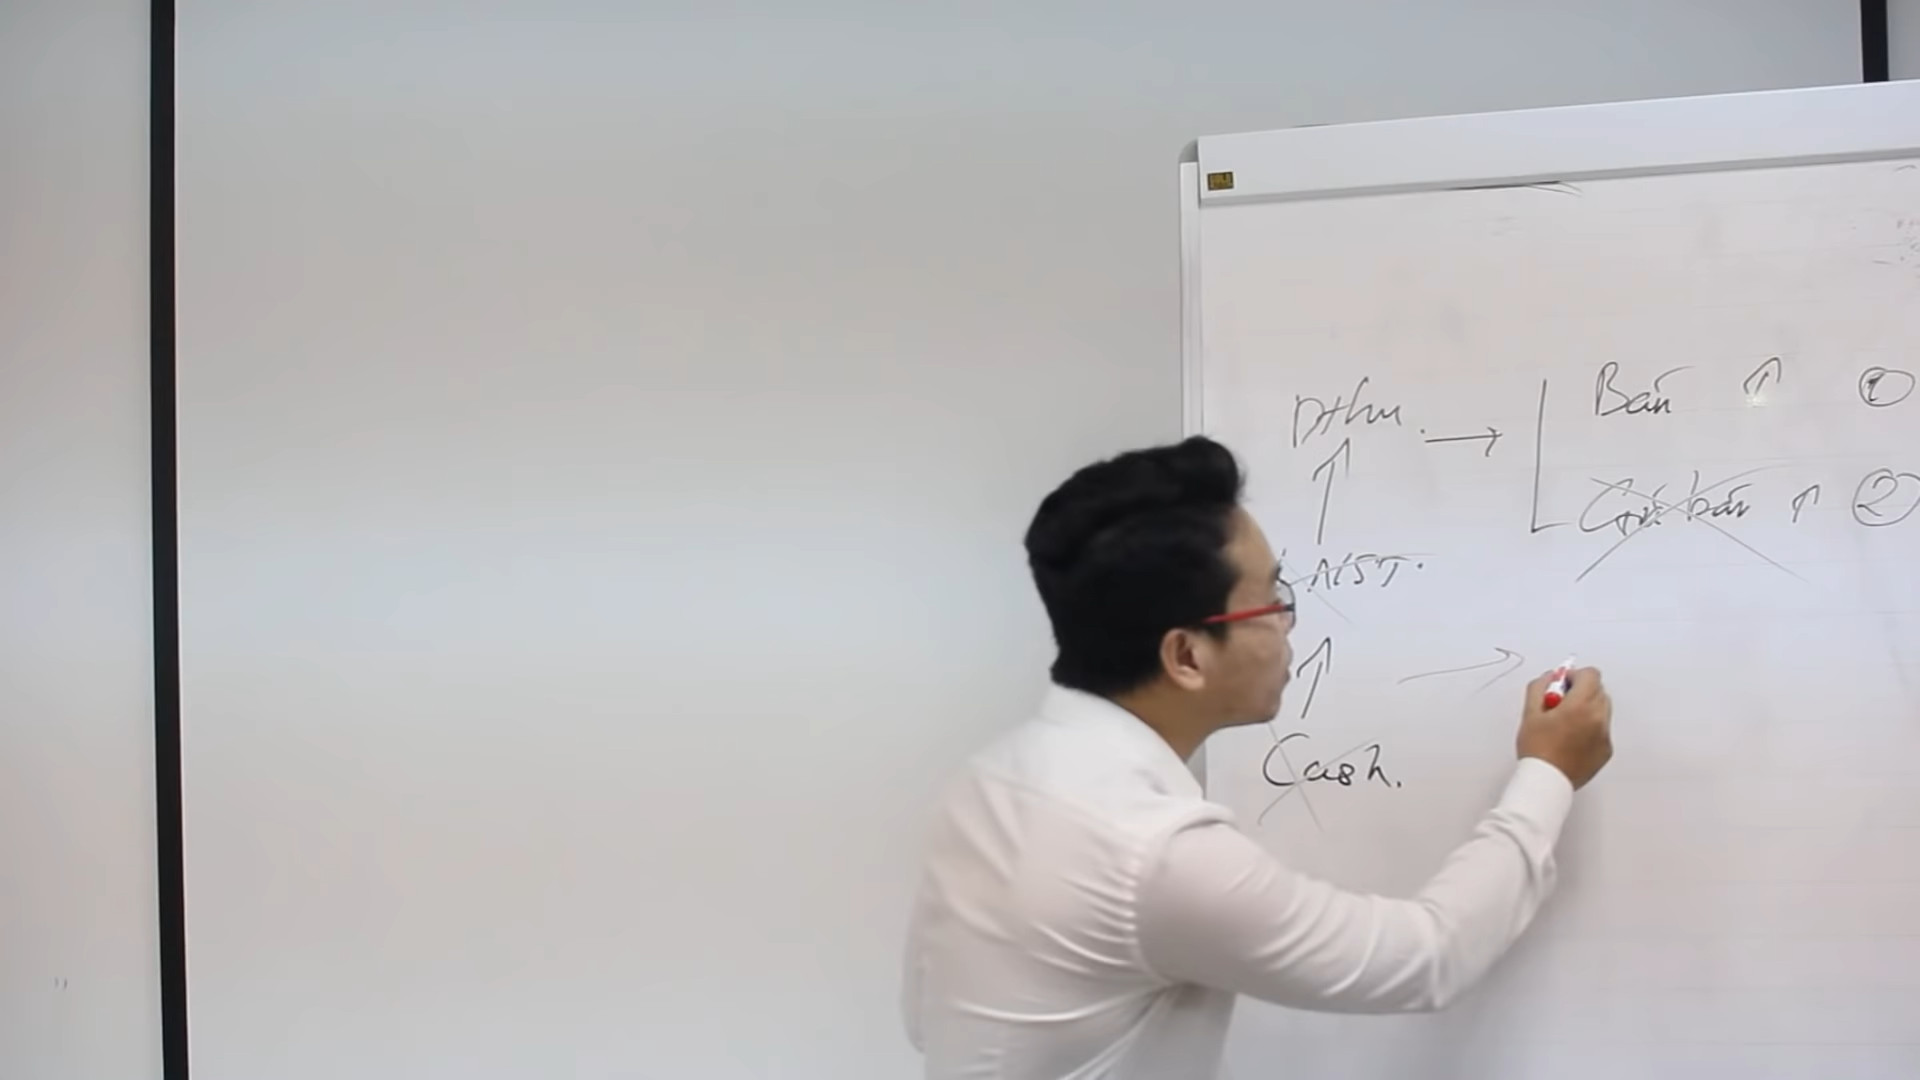 Dthu. → Bán ↑ ①
Giá bán ↑ ②
Cash.